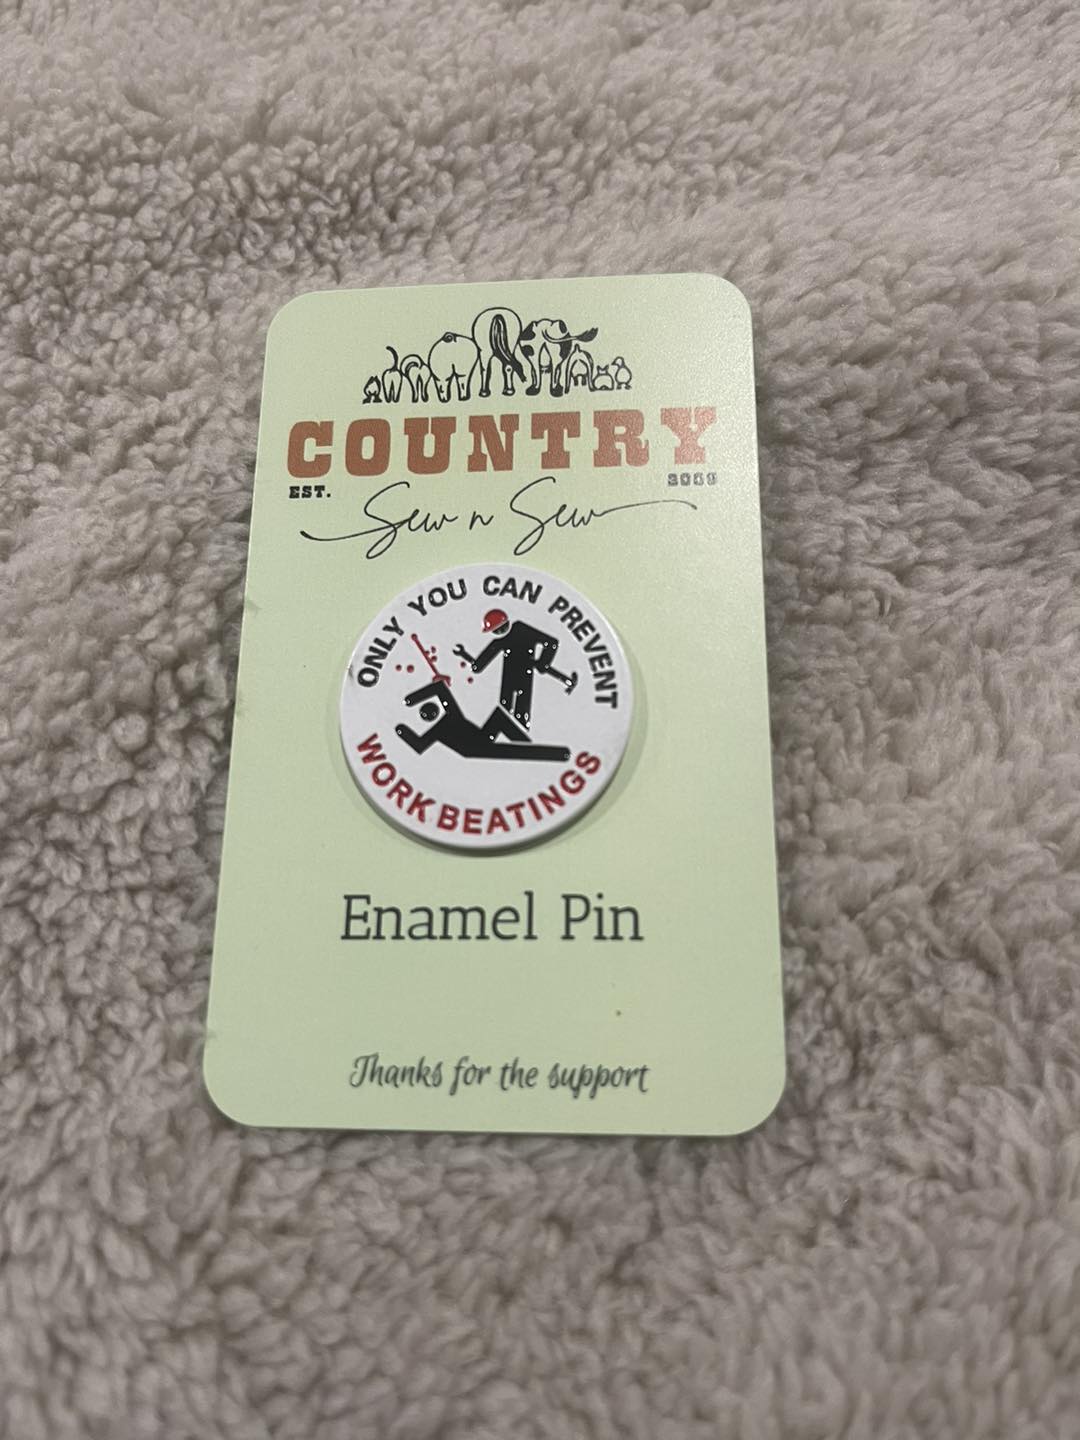 COUNTRY
EST.
Sew n Sew
ONLY YOU CAN PREVENT
WORK BEATINGS
Enamel Pin
Thanks for the support